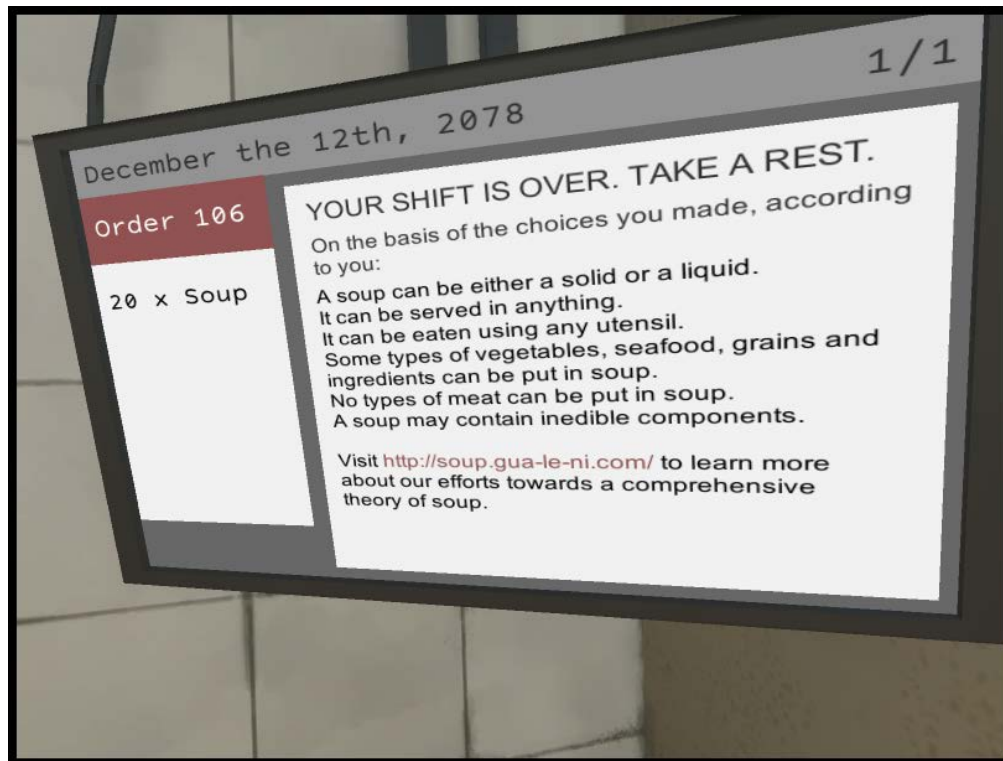 December the 12th, 2078
1/1
Order 106
20 x Soup
YOUR SHIFT IS OVER. TAKE A REST.
On the basis of the choices you made, according
to you:
A soup can be either a solid or a liquid.
It can be served in anything.
It can be eaten using any utensil.
Some types of vegetables, seafood, grains and
ingredients can be put in soup.
No types of meat can be put in soup.
A soup may contain inedible components.
Visit http://soup.gua-le-ni.com/ to learn more
about our efforts towards a comprehensive
theory of soup.